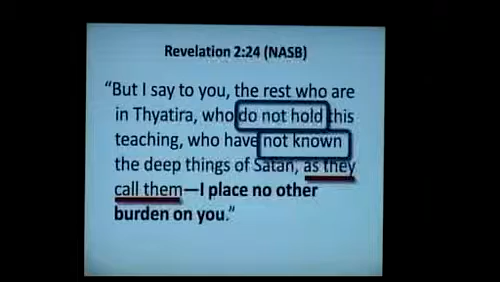 Revelation 2:24 (NASB)
“But I say to you, the rest who are
in Thyatira, who do not hold this
teaching, who have not known
the deep things of Satan, as they
call them—I place no other
burden on you.”